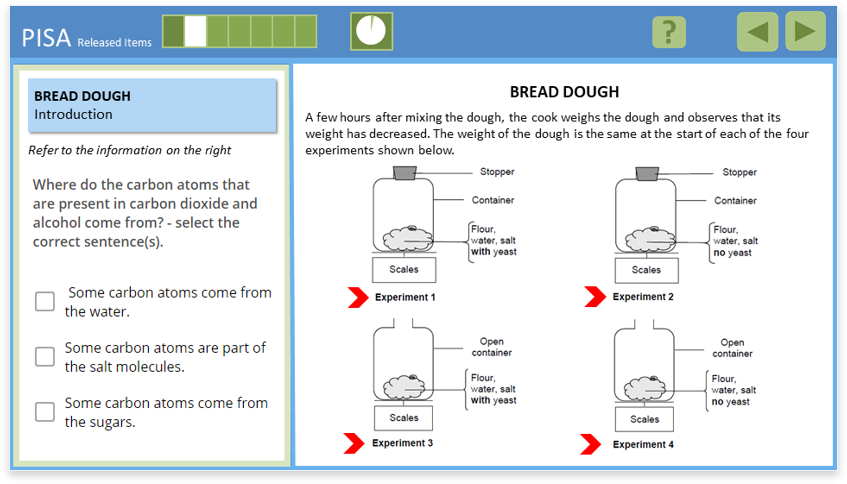 PISA Released Items
?
BREAD DOUGH
Introduction
Refer to the information on the right
Where do the carbon atoms that
are present in carbon dioxide and
alcohol come from? - select the
correct sentence(s).
Some carbon atoms come from
the water.
Some carbon atoms are part of
the salt molecules.
Some carbon atoms come from
the sugars.
BREAD DOUGH
A few hours after mixing the dough, the cook weighs the dough and observes that its
weight has decreased. The weight of the dough is the same at the start of each of the four
experiments shown below.
Stopper
Container
Flour,
water, salt
with yeast
Scales
Experiment 1
Stopper
Container
Flour,
water, salt
no yeast
Scales
Experiment 2
Open
container
Flour,
water, salt
with yeast
Scales
Experiment 3
Open
container
Flour,
water, salt
no yeast
Scales
Experiment 4